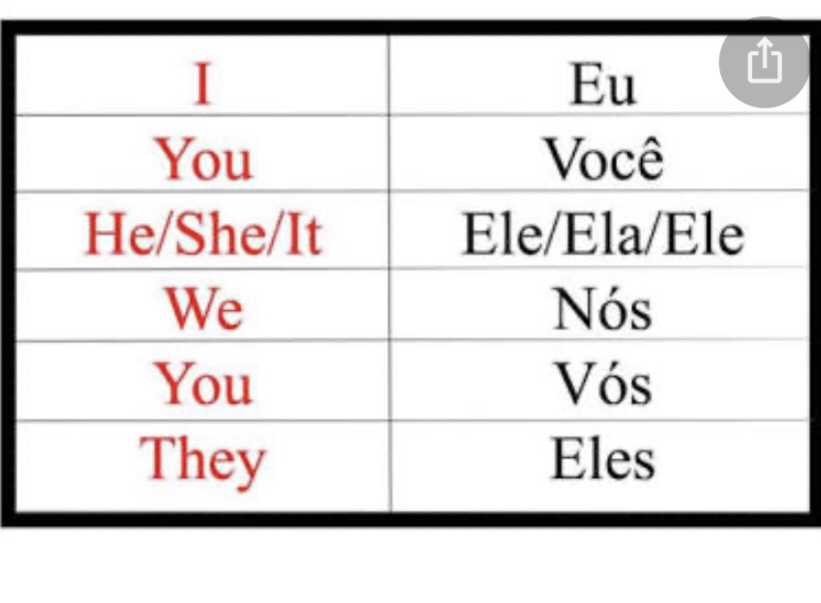 I Eu
You Você
He/She/It Ele/Ela/Ele
We Nós
You Vós
They Eles